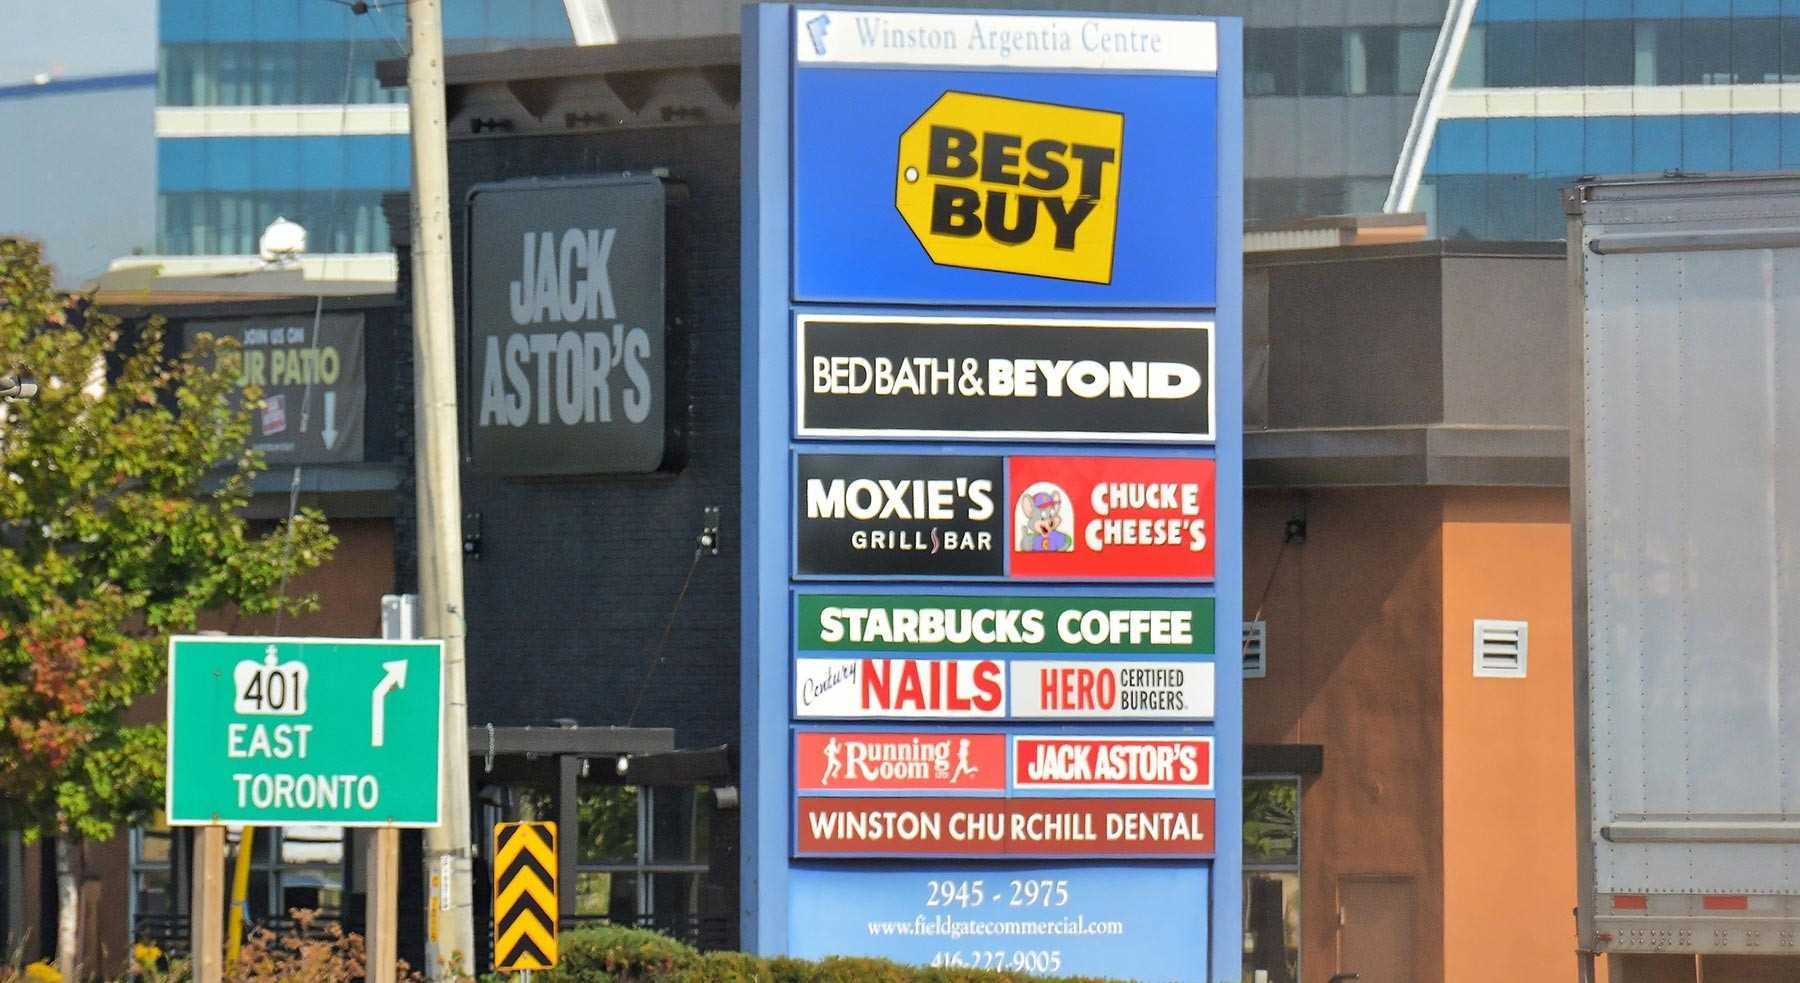 Winston Argentia Centre
BEST
BUY
BED BATH & BEYOND
MOXIE'S
GRILL BAR
CHUCK E
CHEESE'S
STARBUCKS COFFEE
Century NAILS
HERO CERTIFIED
BURGERS
Running
Room
JACK ASTOR'S
WINSTON CHURCHILL DENTAL
2945 - 2975
www.fieldgatecommercial.com
416-227-9005
JACK
ASTOR'S
JOIN US ON
OUR PATIO
401
EAST
TORONTO